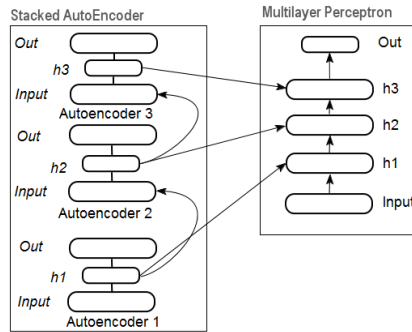 Stacked AutoEncoder
Out
h3
Input
Autoencoder 3
Out
h2
Input
Autoencoder 2
Out
h1
Input
Autoencoder 1
Multilayer Perceptron
Out
h3
h2
h1
Input